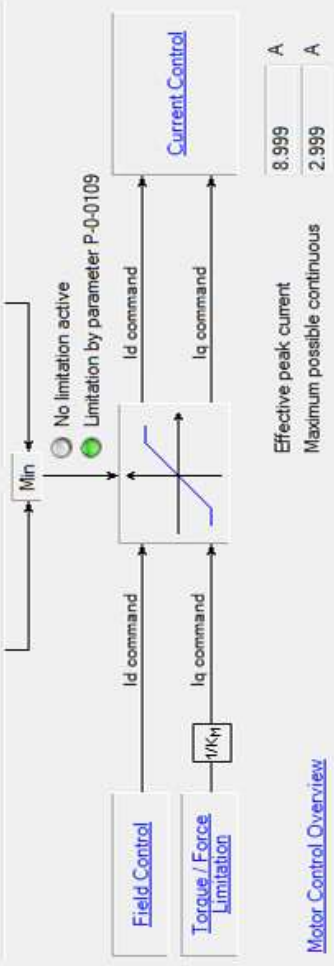 Min
No limitation active
Limitation by parameter P-0-0109
Field Control
Id command
Id command
Current Control
Torque / Force
Limitation
1/KM
Iq command
Iq command
Effective peak current 8.999 A
Maximum possible continuous 2.999 A
Motor Control Overview